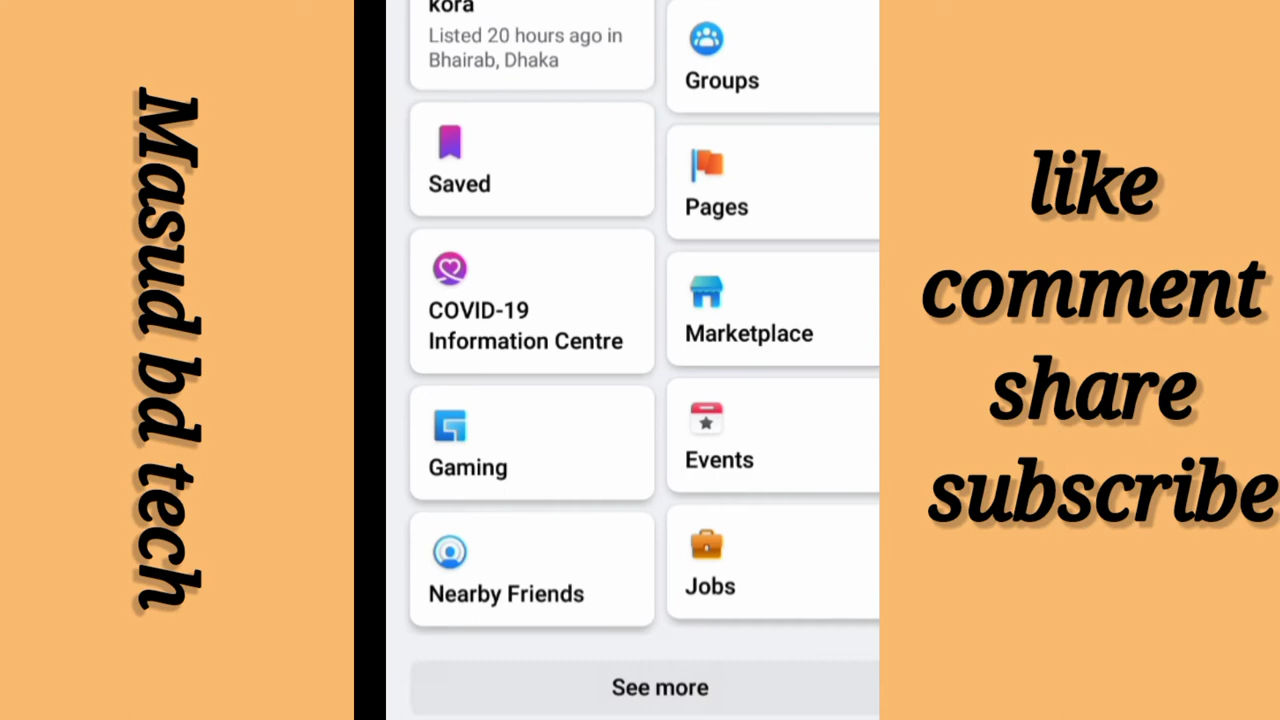 Masud bd tech
kora
Listed 20 hours ago in
Bhairab, Dhaka
Saved
COVID-19
Information Centre
Gaming
Nearby Friends
Groups
Pages
Marketplace
Events
Jobs
See more
like
comment
share
subscribe